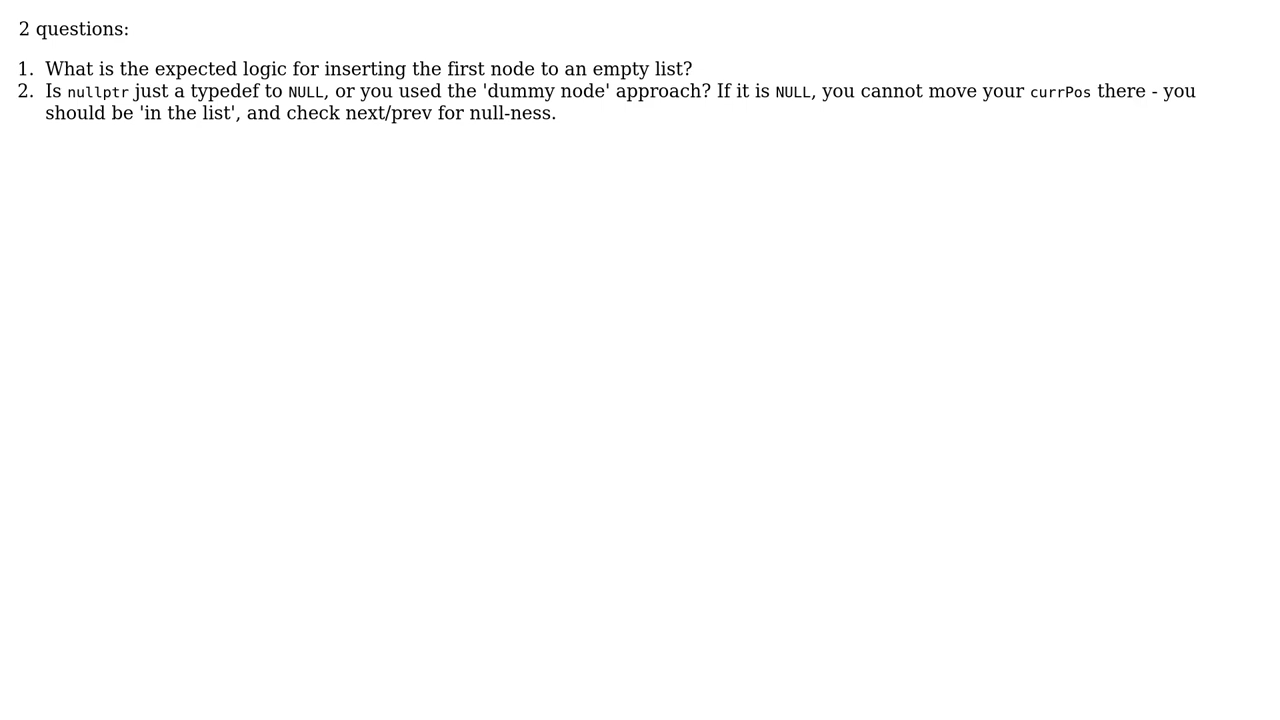 2 questions:
1. What is the expected logic for inserting the first node to an empty list?
2. Is nullptr just a typedef to NULL, or you used the 'dummy node' approach? If it is NULL, you cannot move your currPos there - you
should be 'in the list', and check next/prev for null-ness.